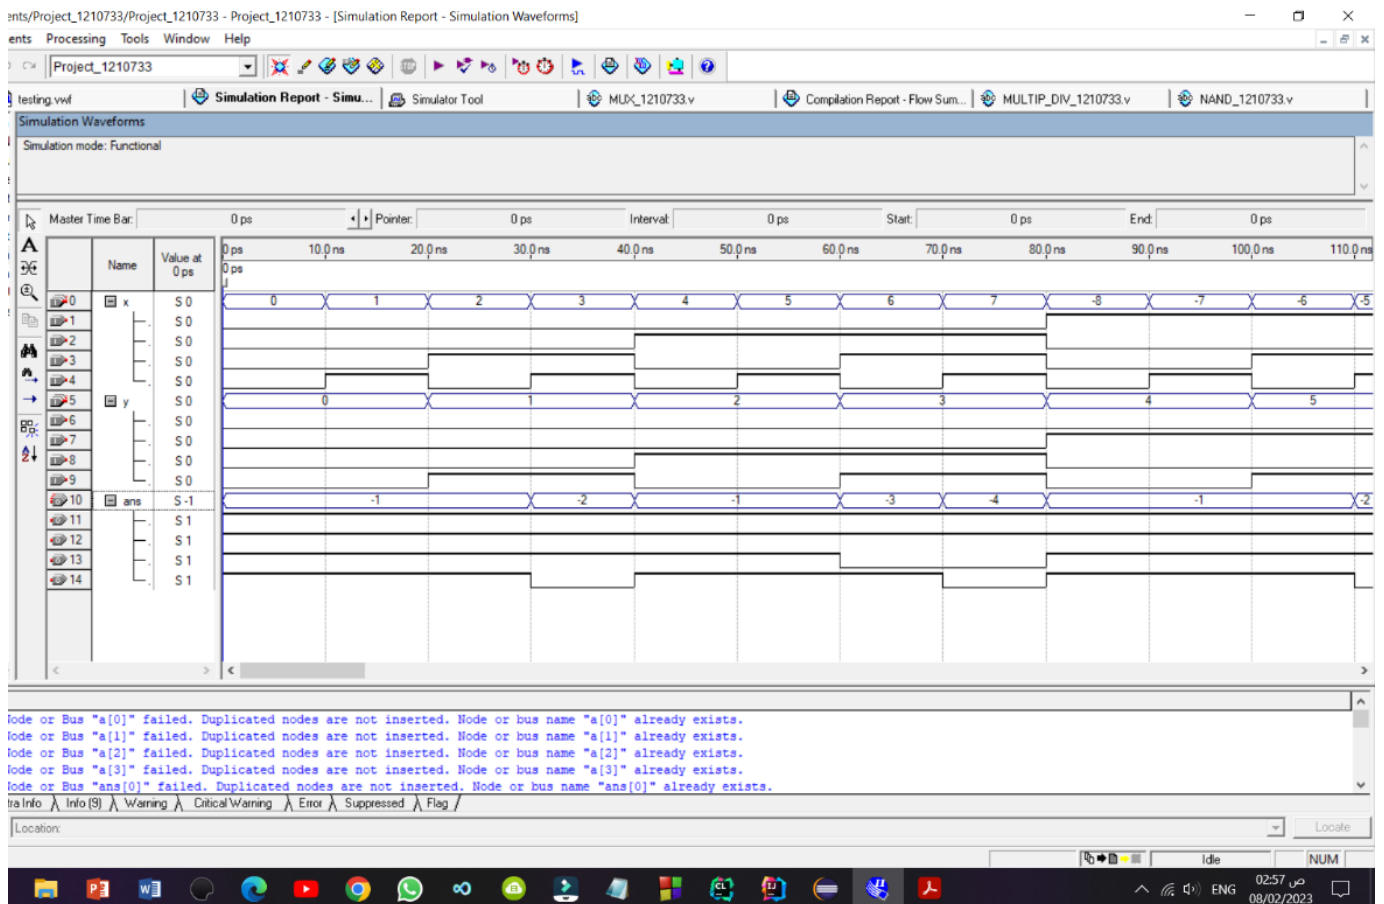 ents/Project_1210733/Project_1210733 - Project_1210733 - [Simulation Report - Simulation Waveforms]
ents Processing Tools Window Help
Project_1210733
testing.vwf Simulation Report - Simu... Simulator Tool MUX_1210733.v Compilation Report - Flow Sum... MULTIP_DIV_1210733.v NAND_1210733.v
Simulation Waveforms
Simulation mode: Functional
Master Time Bar: 0 ps Pointer: 0 ps Interval: 0 ps Start: 0 ps End: 0 ps
Name Value at 0 ps 0 ps 10.0 ns 20.0 ns 30.0 ns 40.0 ns 50.0 ns 60.0 ns 70.0 ns 80.0 ns 90.0 ns 100.0 ns 110.0 ns
0 ps
0 x S 0 0 1 2 3 4 5 6 7 -8 -7 -6 -5
1 S 0
2 S 0
3 S 0
4 S 0
5 y S 0 0 1 2 3 4 5
6 S 0
7 S 0
8 S 0
9 S 0
10 ans S -1 -1 -2 -1 -3 -4 -1 -2
11 S 1
12 S 1
13 S 1
14 S 1
Node or Bus "a[0]" failed. Duplicated nodes are not inserted. Node or bus name "a[0]" already exists.
Node or Bus "a[1]" failed. Duplicated nodes are not inserted. Node or bus name "a[1]" already exists.
Node or Bus "a[2]" failed. Duplicated nodes are not inserted. Node or bus name "a[2]" already exists.
Node or Bus "a[3]" failed. Duplicated nodes are not inserted. Node or bus name "a[3]" already exists.
Node or Bus "ans[0]" failed. Duplicated nodes are not inserted. Node or bus name "ans[0]" already exists.
tra Info Info (9) Warning Critical Warning Error Suppressed Flag
Location: Locate
Idle NUM
ENG 02:57 ص
08/02/2023